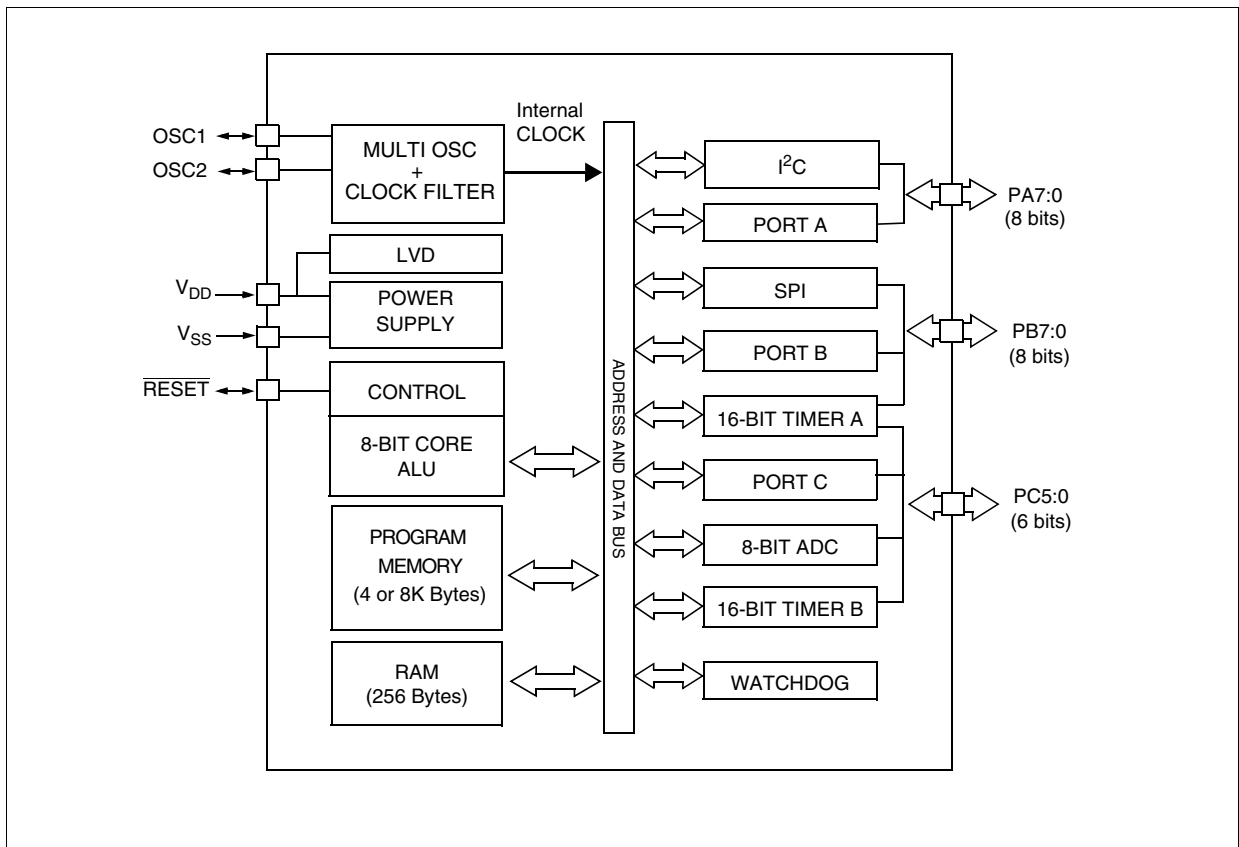 OSC1
OSC2
MULTI OSC
+
CLOCK FILTER
Internal
CLOCK
LVD
VDD
POWER
SUPPLY
VSS
RESET
CONTROL
8-BIT CORE
ALU
PROGRAM
MEMORY
(4 or 8K Bytes)
RAM
(256 Bytes)
ADDRESS AND DATA BUS
I²C
PORT A
SPI
PORT B
16-BIT TIMER A
PORT C
8-BIT ADC
16-BIT TIMER B
WATCHDOG
PA7:0
(8 bits)
PB7:0
(8 bits)
PC5:0
(6 bits)